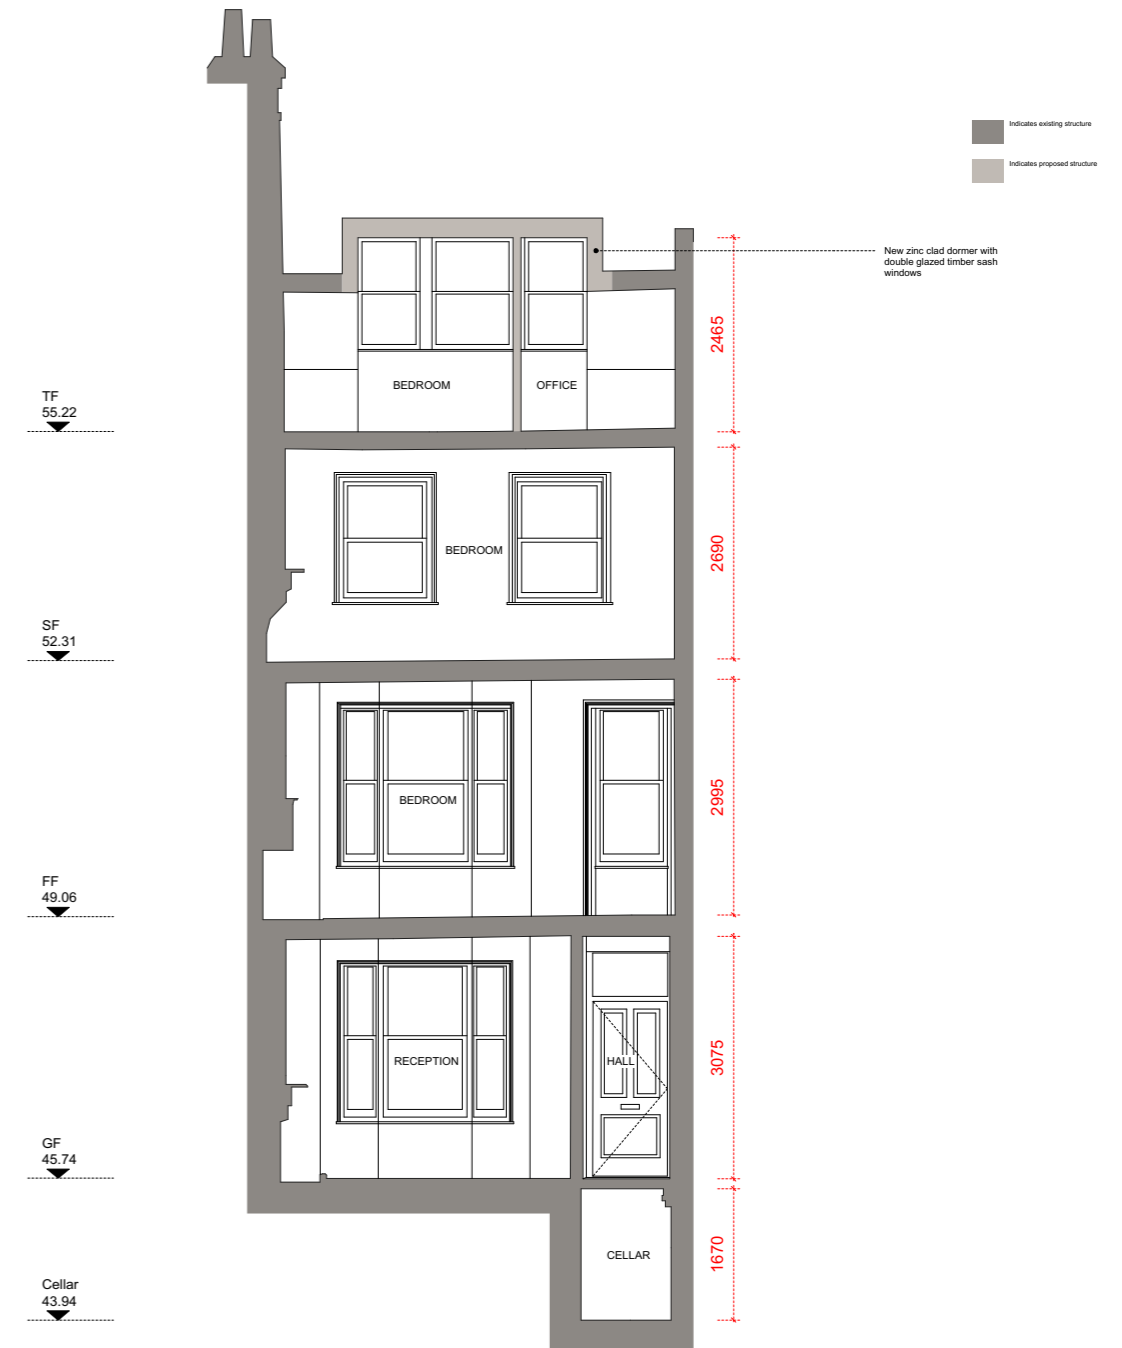 Indicates existing structure
Indicates proposed structure
New zinc clad dormer with
double glazed timber sash
windows
2465
BEDROOM
OFFICE
TF
55.22
2690
BEDROOM
SF
52.31
2995
BEDROOM
FF
49.06
3075
RECEPTION
HALL
GF
45.74
1670
CELLAR
Cellar
43.94